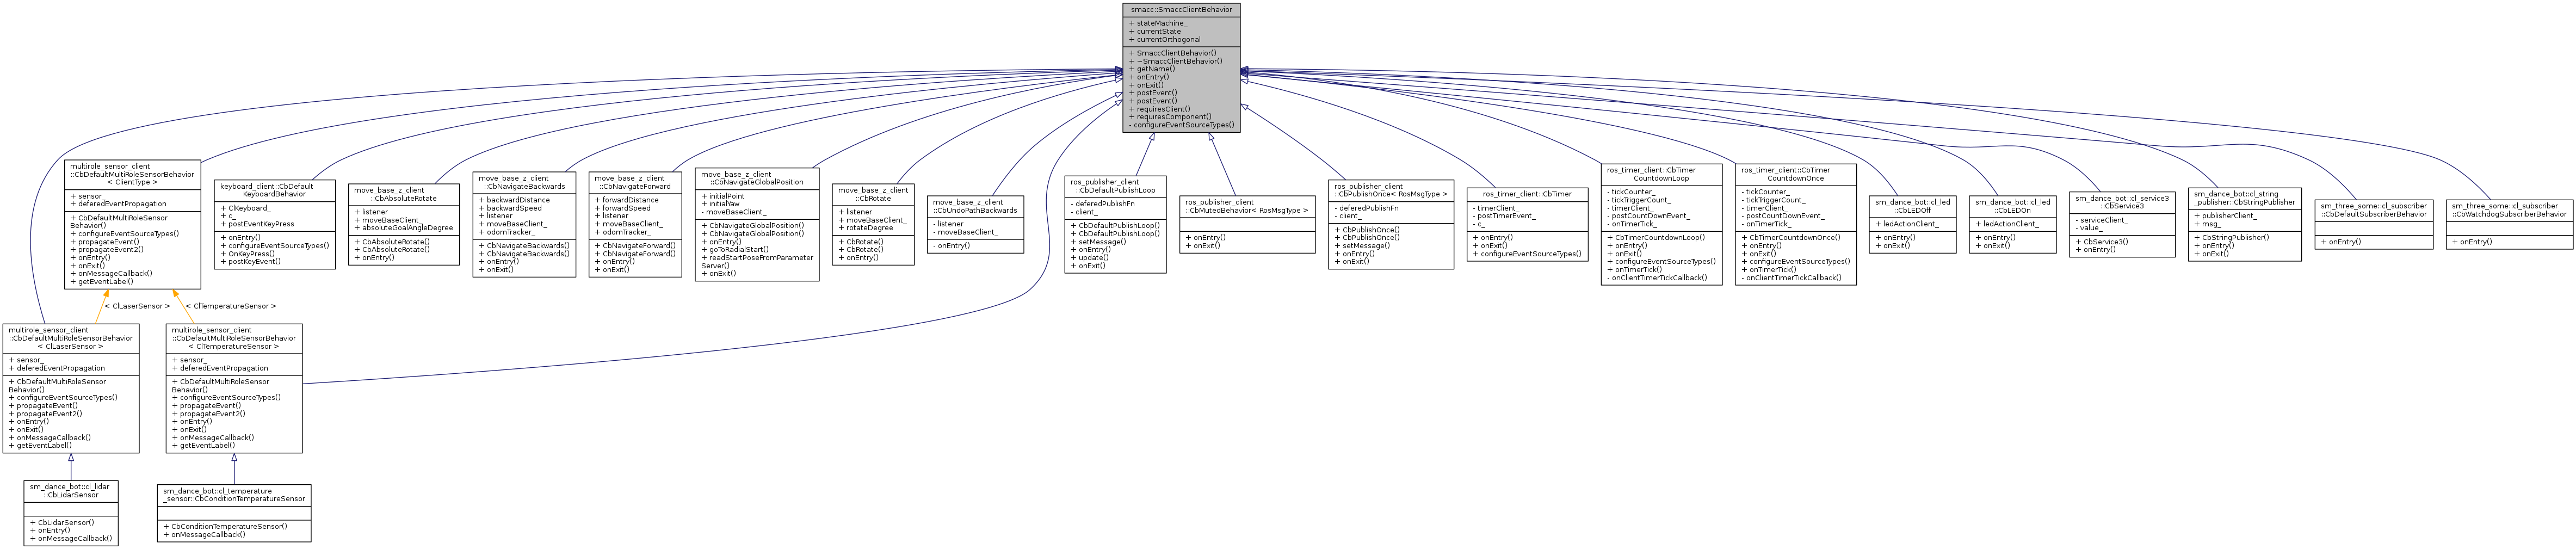 smacc::SmaccClientBehavior
+ stateMachine_
+ currentState
+ currentOrthogonal
+ SmaccClientBehavior()
+ ~SmaccClientBehavior()
+ getName()
+ onEntry()
+ onExit()
+ postEvent()
+ postEvent()
+ requiresClient()
+ requiresComponent()
- configureEventSourceTypes()
multirole_sensor_client
::CbDefaultMultiRoleSensorBehavior
< ClientType >
+ sensor_
+ deferedEventPropagation
+ CbDefaultMultiRoleSensor
Behavior()
+ configureEventSourceTypes()
+ propagateEvent()
+ propagateEvent2()
+ onEntry()
+ onExit()
+ onMessageCallback()
+ getEventLabel()
keyboard_client::CbDefault
KeyboardBehavior
+ ClKeyboard_
+ c_
+ postEventKeyPress
+ onEntry()
+ configureEventSourceTypes()
+ OnKeyPress()
+ postKeyEvent()
move_base_z_client
::CbAbsoluteRotate
+ listener
+ moveBaseClient_
+ absoluteGoalAngleDegree
+ CbAbsoluteRotate()
+ CbAbsoluteRotate()
+ onEntry()
move_base_z_client
::CbNavigateBackwards
+ backwardDistance
+ backwardSpeed
+ listener
+ moveBaseClient_
+ odomTracker_
+ CbNavigateBackwards()
+ CbNavigateBackwards()
+ onEntry()
+ onExit()
move_base_z_client
::CbNavigateForward
+ forwardDistance
+ forwardSpeed
+ listener
+ moveBaseClient_
+ odomTracker_
+ CbNavigateForward()
+ CbNavigateForward()
+ onEntry()
+ onExit()
move_base_z_client
::CbNavigateGlobalPosition
+ initialPoint
+ initialYaw
- moveBaseClient_
+ CbNavigateGlobalPosition()
+ CbNavigateGlobalPosition()
+ onEntry()
+ goToRadialStart()
+ readStartPoseFromParameter
Server()
+ onExit()
move_base_z_client
::CbRotate
+ listener
+ moveBaseClient_
+ rotateDegree
+ CbRotate()
+ CbRotate()
+ onEntry()
move_base_z_client
::CbUndoPathBackwards
- listener
- moveBaseClient_
- onEntry()
ros_publisher_client
::CbDefaultPublishLoop
- deferedPublishFn
- client_
+ CbDefaultPublishLoop()
+ CbDefaultPublishLoop()
+ setMessage()
+ onEntry()
+ update()
+ onExit()
ros_publisher_client
::CbMutedBehavior< RosMsgType >
+ onEntry()
+ onExit()
ros_publisher_client
::CbPublishOnce< RosMsgType >
- deferedPublishFn
- client_
+ CbPublishOnce()
+ CbPublishOnce()
+ setMessage()
+ onEntry()
+ onExit()
ros_timer_client::CbTimer
- timerClient_
- postTimerEvent_
- c_
+ onEntry()
+ onExit()
+ configureEventSourceTypes()
ros_timer_client::CbTimer
CountdownLoop
- tickCounter_
- tickTriggerCount_
- timerClient_
- postCountDownEvent_
- onTimerTick_
+ CbTimerCountdownLoop()
+ onEntry()
+ onExit()
+ configureEventSourceTypes()
+ onTimerTick()
- onClientTimerTickCallback()
ros_timer_client::CbTimer
CountdownOnce
- tickCounter_
- tickTriggerCount_
- timerClient_
- postCountDownEvent_
- onTimerTick_
+ CbTimerCountdownOnce()
+ onEntry()
+ onExit()
+ configureEventSourceTypes()
+ onTimerTick()
- onClientTimerTickCallback()
sm_dance_bot::cl_led
::CbLEDOff
+ ledActionClient_
+ onEntry()
+ onExit()
sm_dance_bot::cl_led
::CbLEDOn
+ ledActionClient_
+ onEntry()
+ onExit()
sm_dance_bot::cl_service3
::CbService3
- serviceClient_
- value_
+ CbService3()
+ onEntry()
sm_dance_bot::cl_string
_publisher::CbStringPublisher
+ publisherClient_
+ msg_
+ CbStringPublisher()
+ onEntry()
+ onExit()
sm_three_some::cl_subscriber
::CbDefaultSubscriberBehavior
+ onEntry()
sm_three_some::cl_subscriber
::CbWatchdogSubscriberBehavior
+ onEntry()
< ClLaserSensor >
< ClTemperatureSensor >
multirole_sensor_client
::CbDefaultMultiRoleSensorBehavior
< ClLaserSensor >
+ sensor_
+ deferedEventPropagation
+ CbDefaultMultiRoleSensor
Behavior()
+ configureEventSourceTypes()
+ propagateEvent()
+ propagateEvent2()
+ onEntry()
+ onExit()
+ onMessageCallback()
+ getEventLabel()
multirole_sensor_client
::CbDefaultMultiRoleSensorBehavior
< ClTemperatureSensor >
+ sensor_
+ deferedEventPropagation
+ CbDefaultMultiRoleSensor
Behavior()
+ configureEventSourceTypes()
+ propagateEvent()
+ propagateEvent2()
+ onEntry()
+ onExit()
+ onMessageCallback()
+ getEventLabel()
sm_dance_bot::cl_lidar
::CbLidarSensor
+ CbLidarSensor()
+ onEntry()
+ onMessageCallback()
sm_dance_bot::cl_temperature
_sensor::CbConditionTemperatureSensor
+ CbConditionTemperatureSensor()
+ onMessageCallback()